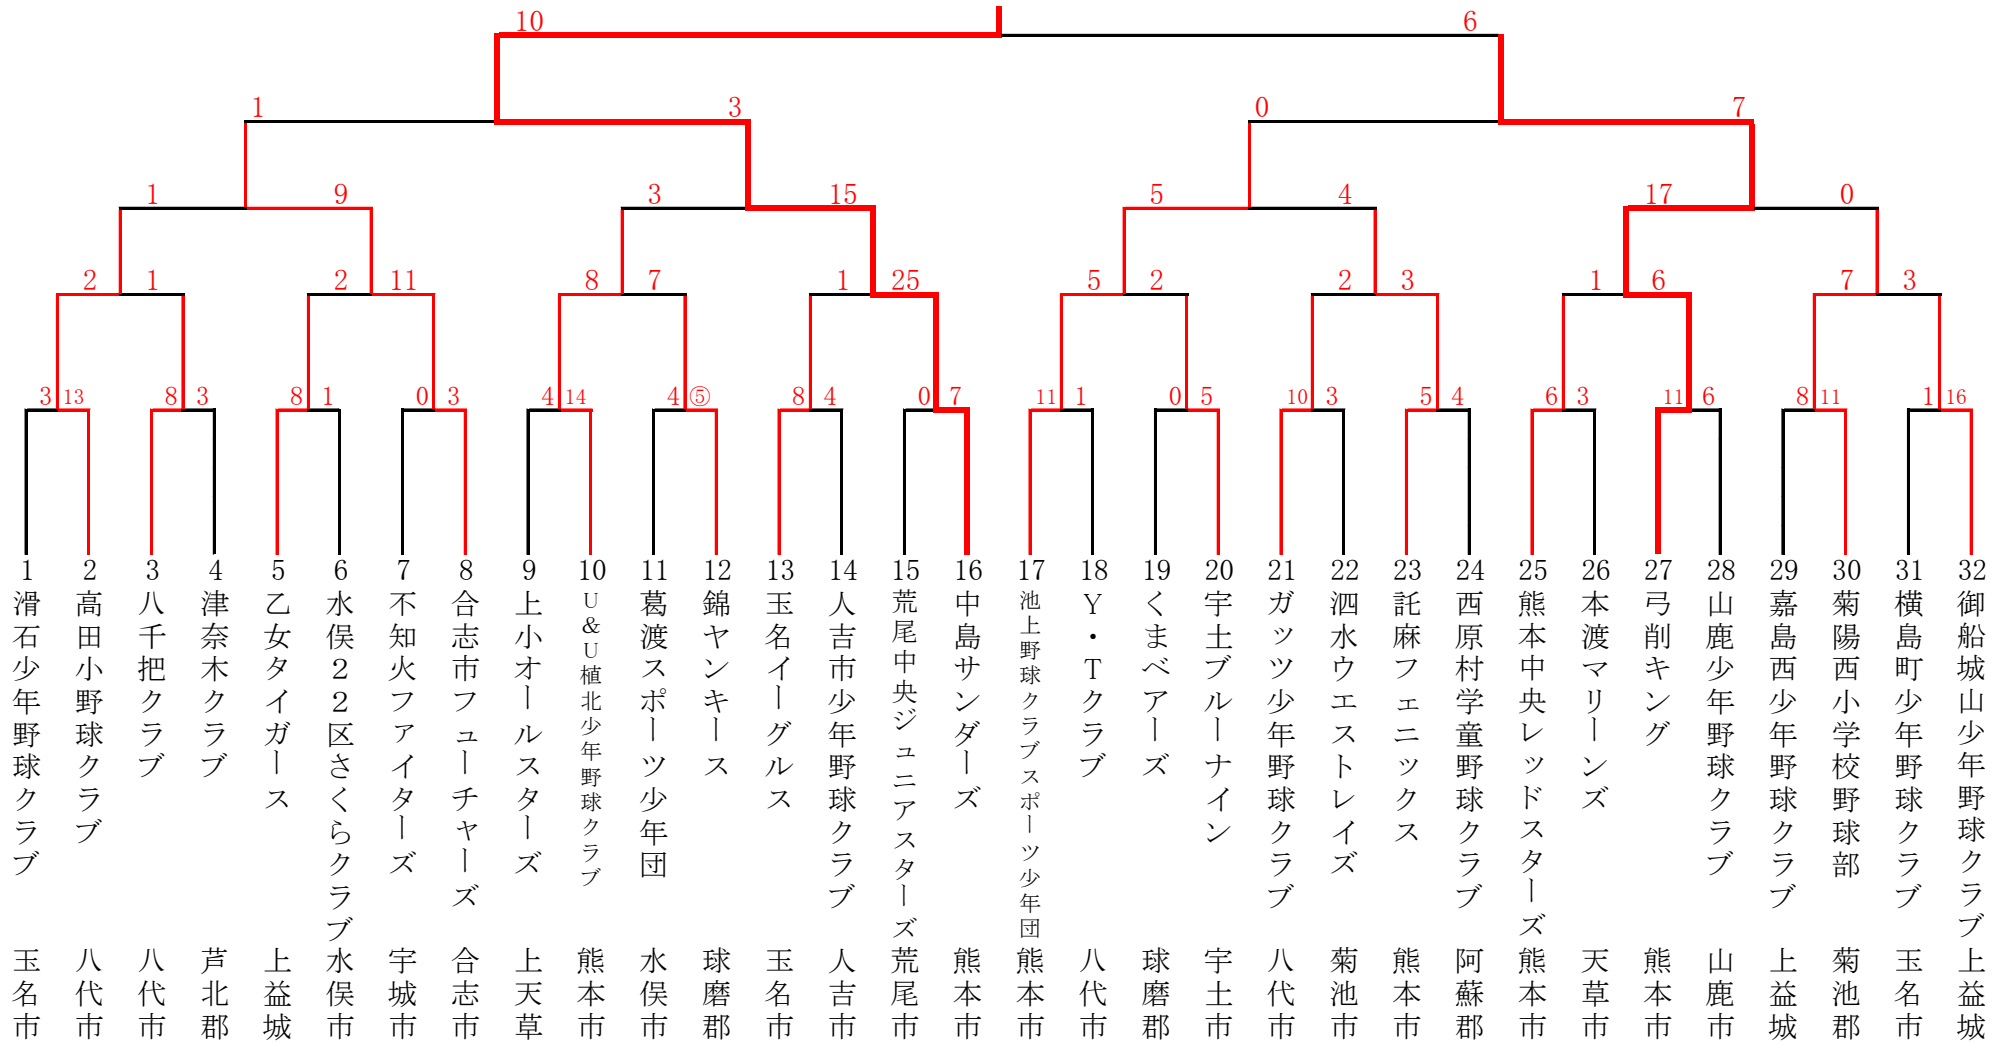 10 6
1 3 0 7
1 9 3 15 5 4 17 0
2 1 2 11 8 7 1 25 5 2 2 3 1 6 7 3
3 13 8 3 8 1 0 3 4 14 4 ⑤ 8 4 0 7 11 1 0 5 10 3 5 4 6 3 11 6 8 11 1 16
1 滑石少年野球クラブ 玉名市
2 高田小野球クラブ 八代市
3 八千把クラブ 八代市
4 津奈木クラブ 芦北郡
5 乙女タイガース 上益城
6 水俣22区さくらクラブ 水俣市
7 不知火ファイターズ 宇城市
8 合志市フューチャーズ 合志市
9 上小オールスターズ 上天草
10 U&U植北少年野球クラブ 熊本市
11 葛渡スポーツ少年団 水俣市
12 錦ヤンキース 球磨郡
13 玉名イーグルス 玉名市
14 人吉市少年野球クラブ 人吉市
15 荒尾中央ジュニアスターズ 荒尾市
16 中島サンダーズ 熊本市
17 池上野球クラブスポーツ少年団 熊本市
18 Y・Tクラブ 八代市
19 くまベアーズ 球磨郡
20 宇土ブルーナイン 宇土市
21 ガッツ少年野球クラブ 八代市
22 泗水ウエストレイズ 菊池市
23 託麻フェニックス 熊本市
24 西原村学童野球クラブ 阿蘇郡
25 熊本中央レッドスターズ 熊本市
26 本渡マリーンズ 天草市
27 弓削キング 熊本市
28 山鹿少年野球クラブ 山鹿市
29 嘉島西少年野球クラブ 上益城
30 菊陽西小学校野球部 菊池郡
31 横島町少年野球クラブ 玉名市
32 御船城山少年野球クラブ 上益城